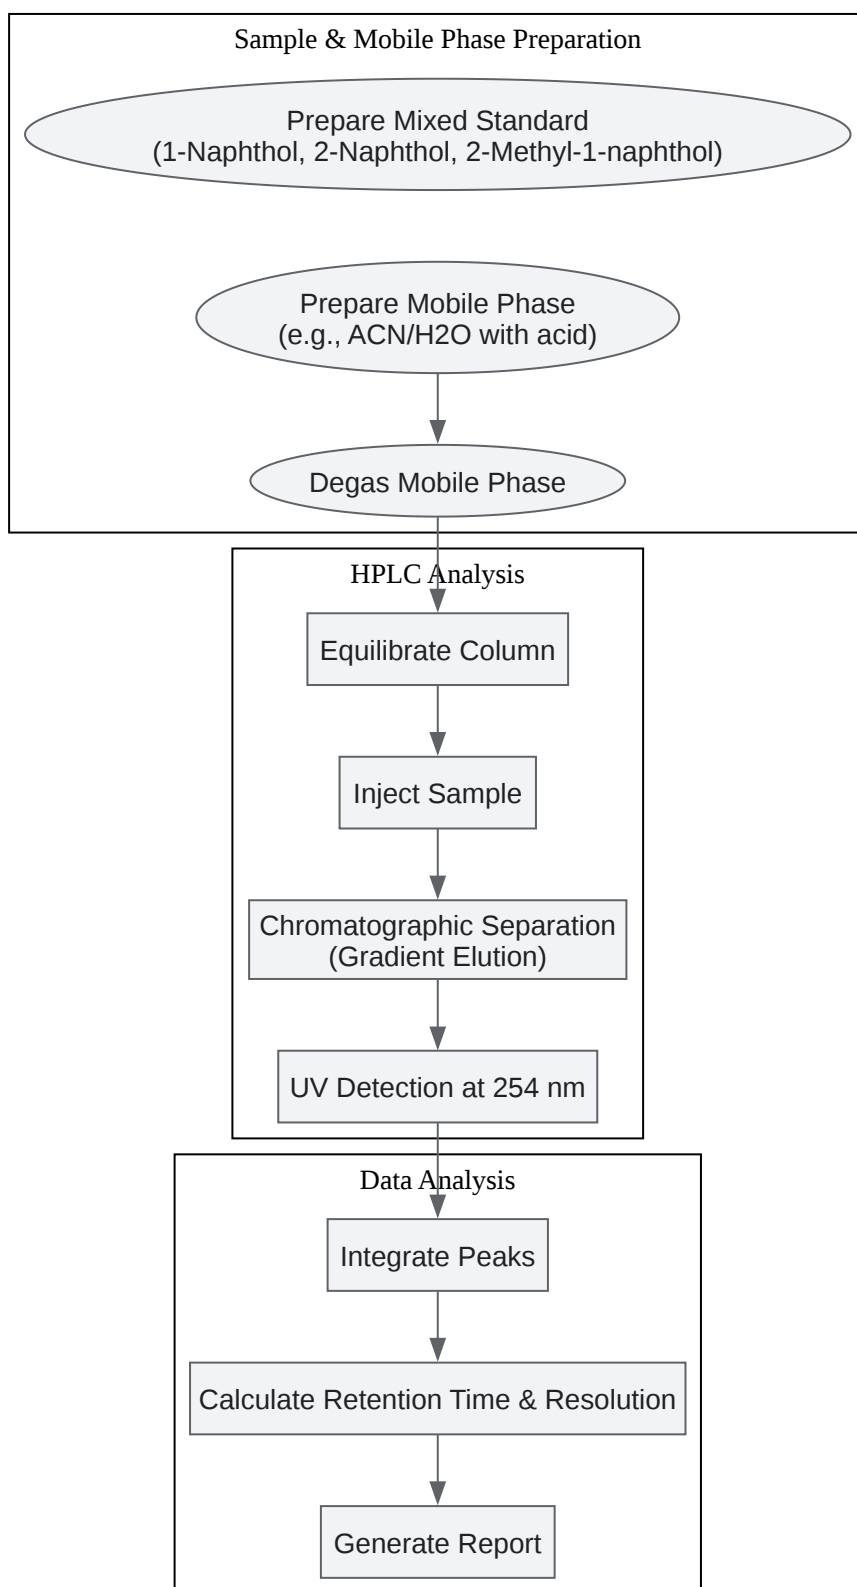 Sample & Mobile Phase Preparation
Prepare Mixed Standard
(1-Naphthol, 2-Naphthol, 2-Methyl-1-naphthol)
Prepare Mobile Phase
(e.g., ACN/H2O with acid)
Degas Mobile Phase
HPLC Analysis
Equilibrate Column
Inject Sample
Chromatographic Separation
(Gradient Elution)
UV Detection at 254 nm
Data Analysis
Integrate Peaks
Calculate Retention Time & Resolution
Generate Report